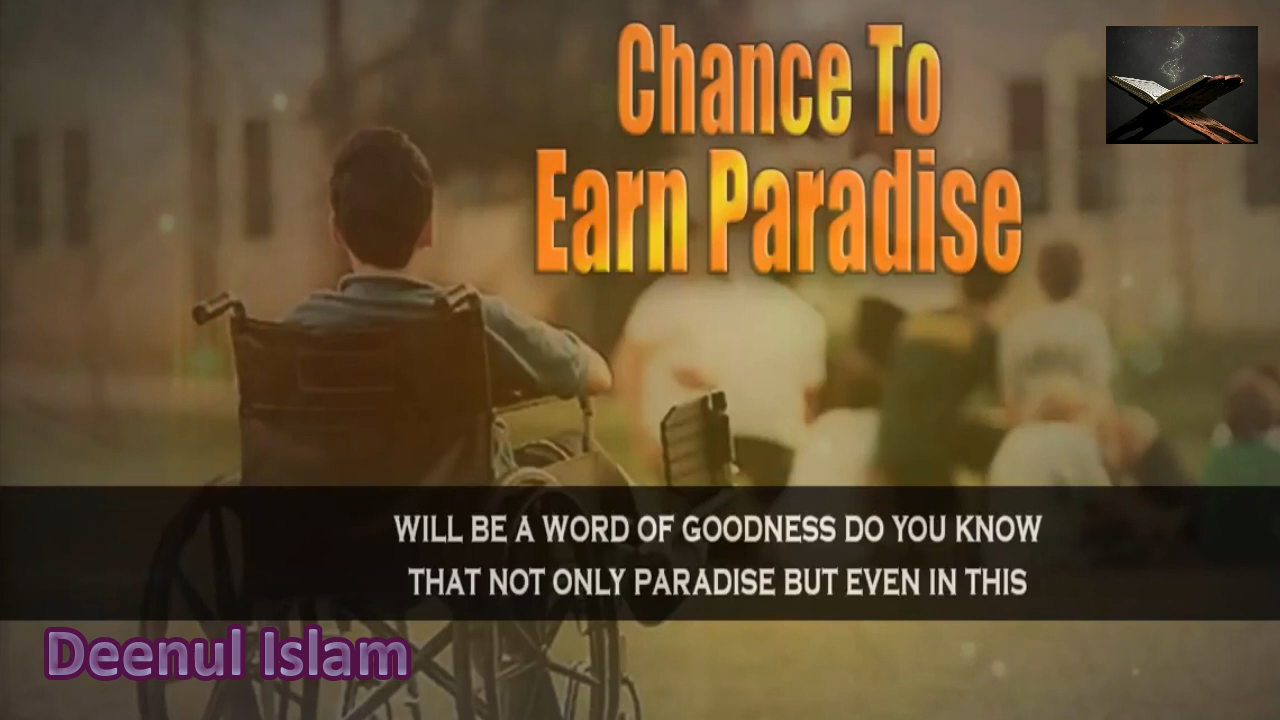 Chance To
Earn Paradise
WILL BE A WORD OF GOODNESS DO YOU KNOW
THAT NOT ONLY PARADISE BUT EVEN IN THIS
Deenul Islam